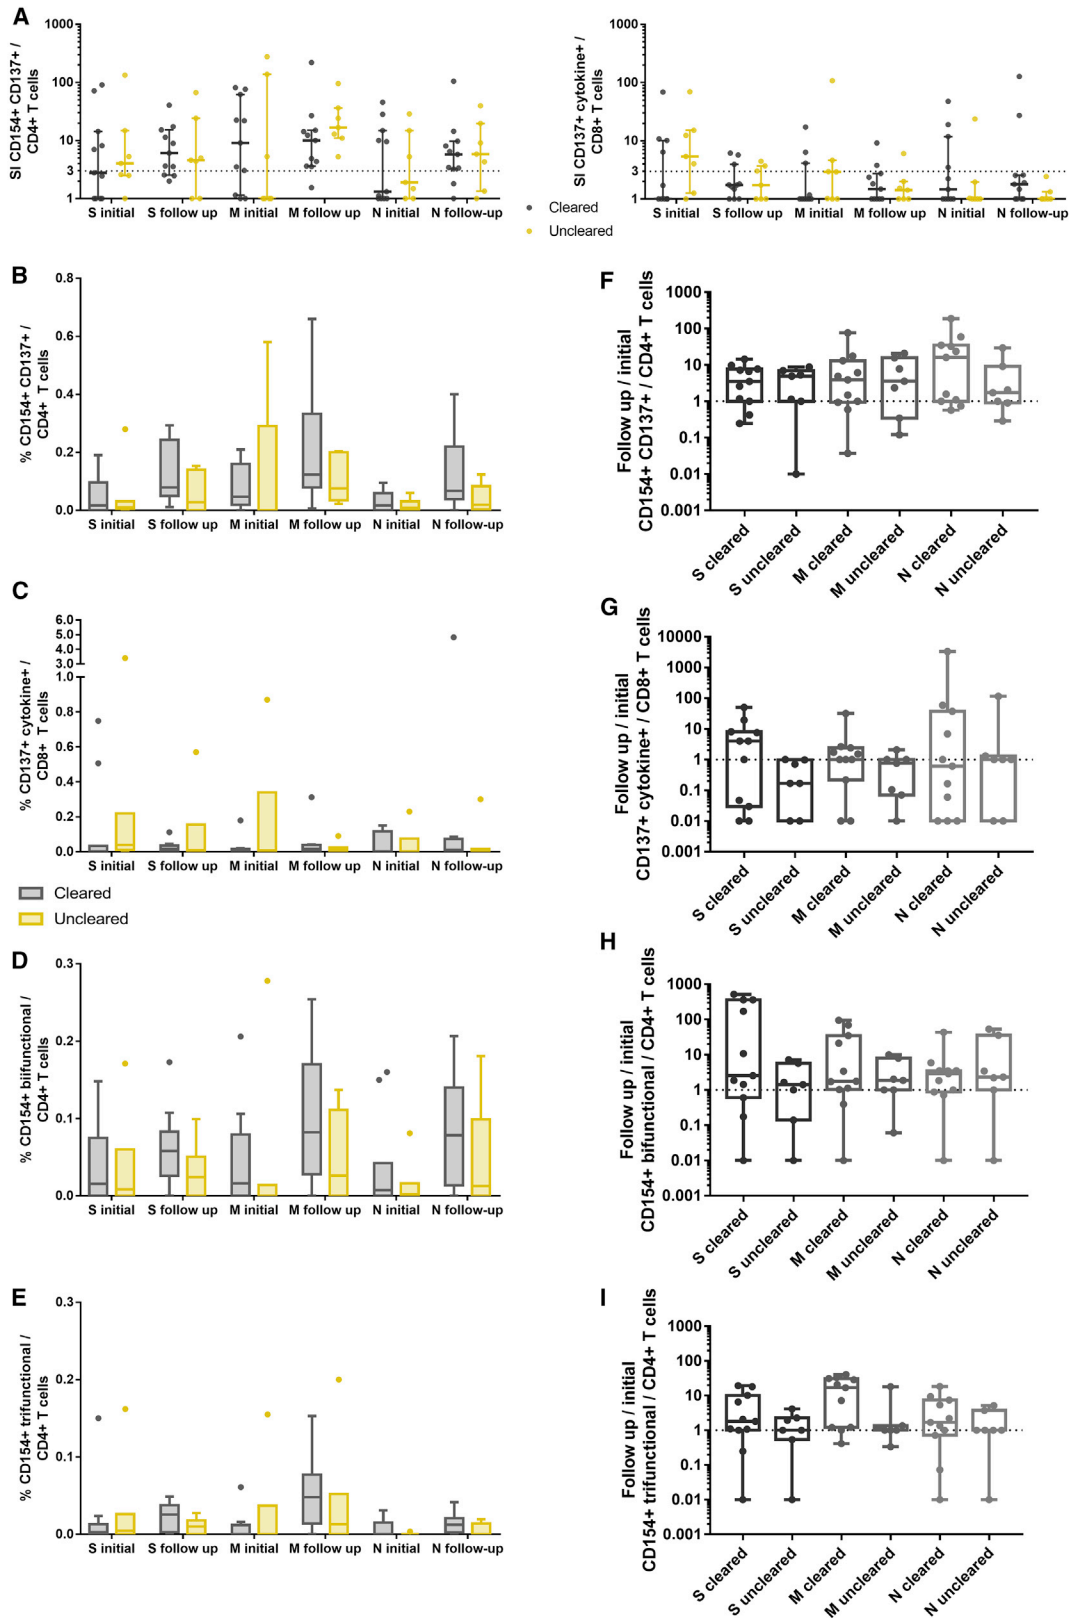 A
SI CD154+ CD137+ /
CD4+ T cells
1000
100
10
3
1
S initial
S follow up
M initial
M follow up
N initial
N follow-up
SI CD137+ cytokine+ /
CD8+ T cells
1000
100
10
3
1
S initial
S follow up
M initial
M follow up
N initial
N follow-up
Cleared
Uncleared
B
% CD154+ CD137+ /
CD4+ T cells
0.8
0.6
0.4
0.2
0.0
S initial
S follow up
M initial
M follow up
N initial
N follow-up
F
Follow up / initial
CD154+ CD137+ / CD4+ T cells
1000
100
10
1
0.1
0.01
0.001
S cleared
S uncleared
M cleared
M uncleared
N cleared
N uncleared
C
% CD137+ cytokine+ /
CD8+ T cells
6.0
5.0
4.0
3.0
1.0
0.8
0.6
0.4
0.2
0.0
S initial
S follow up
M initial
M follow up
N initial
N follow-up
Cleared
Uncleared
G
Follow up / initial
CD137+ cytokine+ / CD8+ T cells
10000
1000
100
10
1
0.1
0.01
0.001
S cleared
S uncleared
M cleared
M uncleared
N cleared
N uncleared
D
% CD154+ bifunctional /
CD4+ T cells
0.3
0.2
0.1
0.0
S initial
S follow up
M initial
M follow up
N initial
N follow-up
H
Follow up / initial
CD154+ bifunctional / CD4+ T cells
1000
100
10
1
0.1
0.01
0.001
S cleared
S uncleared
M cleared
M uncleared
N cleared
N uncleared
E
% CD154+ trifunctional /
CD4+ T cells
0.3
0.2
0.1
0.0
S initial
S follow up
M initial
M follow up
N initial
N follow-up
I
Follow up / initial
CD154+ trifunctional / CD4+ T cells
1000
100
10
1
0.1
0.01
0.001
S cleared
S uncleared
M cleared
M uncleared
N cleared
N uncleared